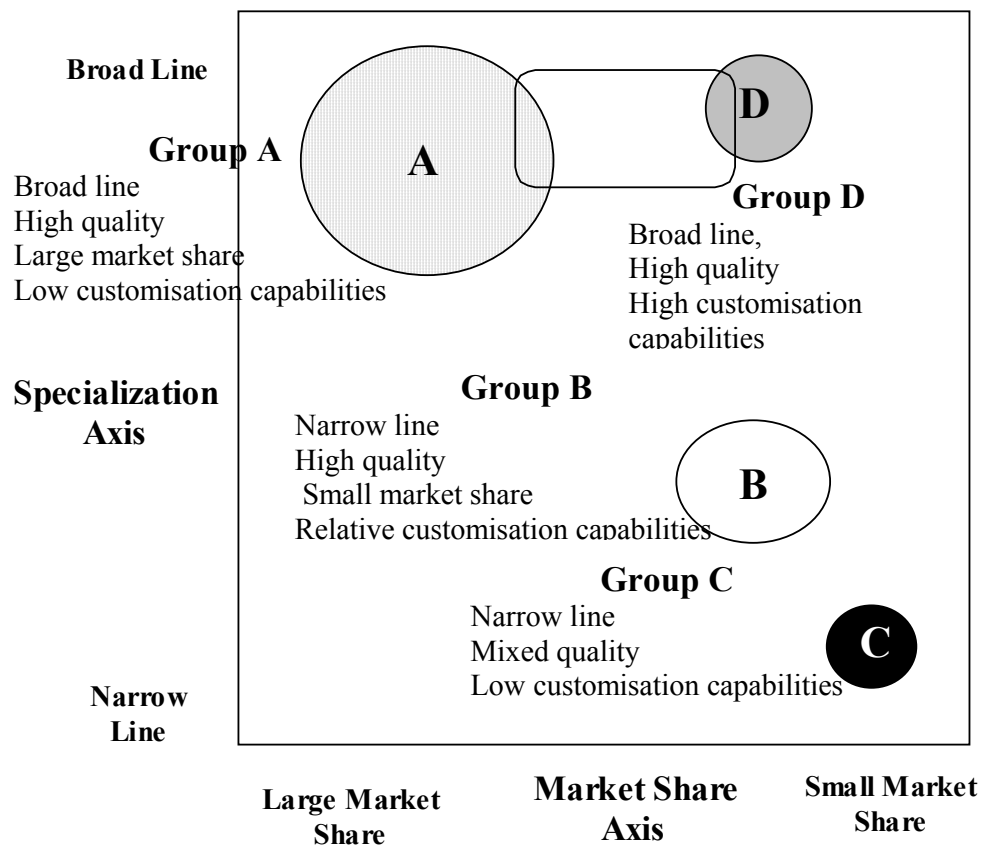 Broad Line
A
D
Group A
Broad line
High quality
Large market share
Low customisation capabilities
Group D
Broad line,
High quality
High customisation
capabilities
Specialization
Axis
Group B
Narrow line
High quality
Small market share
Relative customisation capabilities
B
Group C
Narrow line
Mixed quality
Low customisation capabilities
C
Narrow
Line
Large Market
Share
Market Share
Axis
Small Market
Share